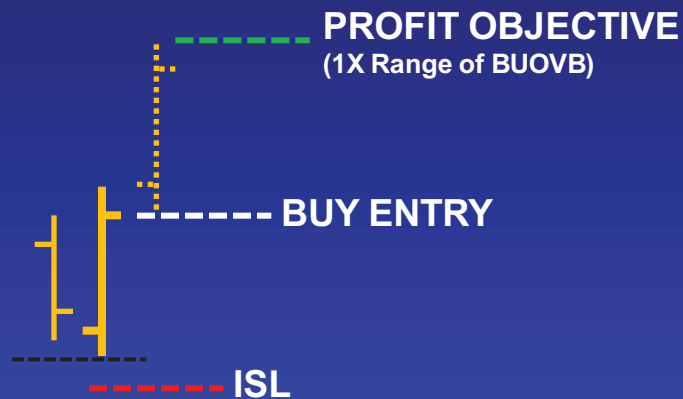 PROFIT OBJECTIVE
(1X Range of BUOVB)
BUY ENTRY
ISL